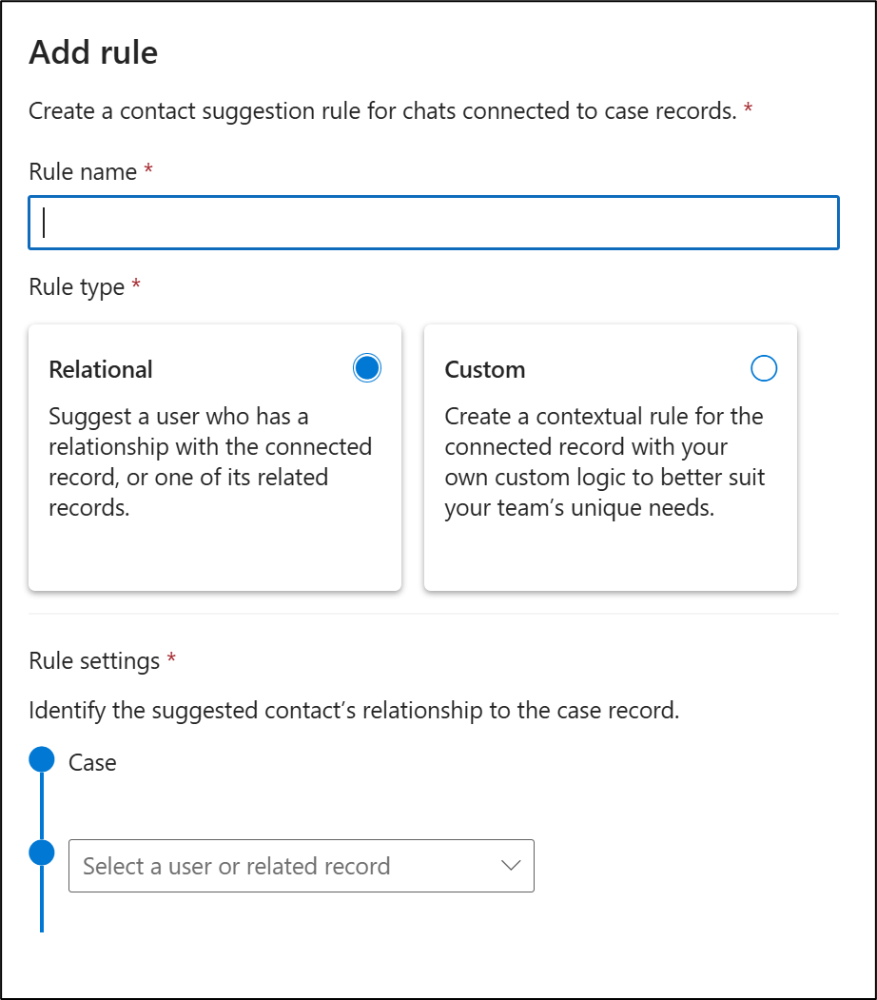 Add rule
Create a contact suggestion rule for chats connected to case records. *
Rule name *
Rule type *
Relational
Suggest a user who has a
relationship with the connected
record, or one of its related
records.
Custom
Create a contextual rule for the
connected record with your
own custom logic to better suit
your team’s unique needs.
Rule settings *
Identify the suggested contact’s relationship to the case record.
Case
Select a user or related record